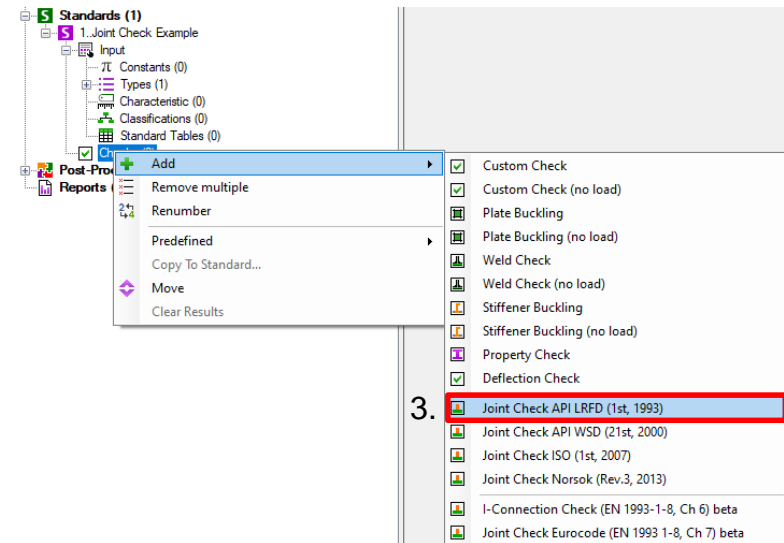 Standards (1)
1..Joint Check Example
Input
π Constants (0)
Types (1)
Characteristic (0)
Classifications (0)
Standard Tables (0)
Add
Remove multiple
Renumber
Predefined
Copy To Standard...
Move
Clear Results
Post-Pro
Reports
Custom Check
Custom Check (no load)
Plate Buckling
Plate Buckling (no load)
Weld Check
Weld Check (no load)
Stiffener Buckling
Stiffener Buckling (no load)
Property Check
Deflection Check
3. Joint Check API LRFD (1st, 1993)
Joint Check API WSD (21st, 2000)
Joint Check ISO (1st, 2007)
Joint Check Norsok (Rev.3, 2013)
I-Connection Check (EN 1993-1-8, Ch 6) beta
Joint Check Eurocode (EN 1993 1-8, Ch 7) beta